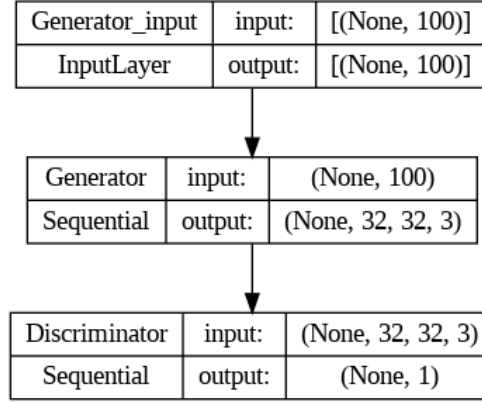 Generator_input input: [(None, 100)]
InputLayer output: [(None, 100)]
Generator input: (None, 100)
Sequential output: (None, 32, 32, 3)
Discriminator input: (None, 32, 32, 3)
Sequential output: (None, 1)